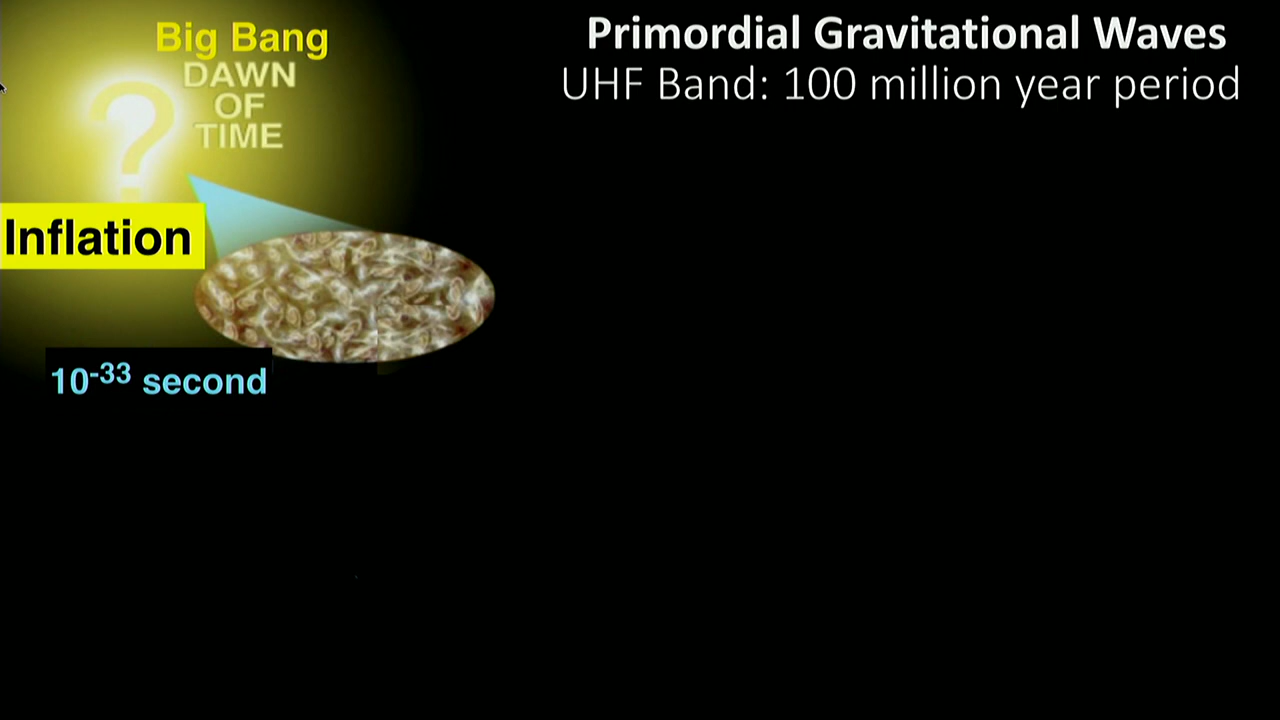 Big Bang
DAWN
OF
TIME
?
Inflation
10⁻³³ second
Primordial Gravitational Waves
UHF Band: 100 million year period